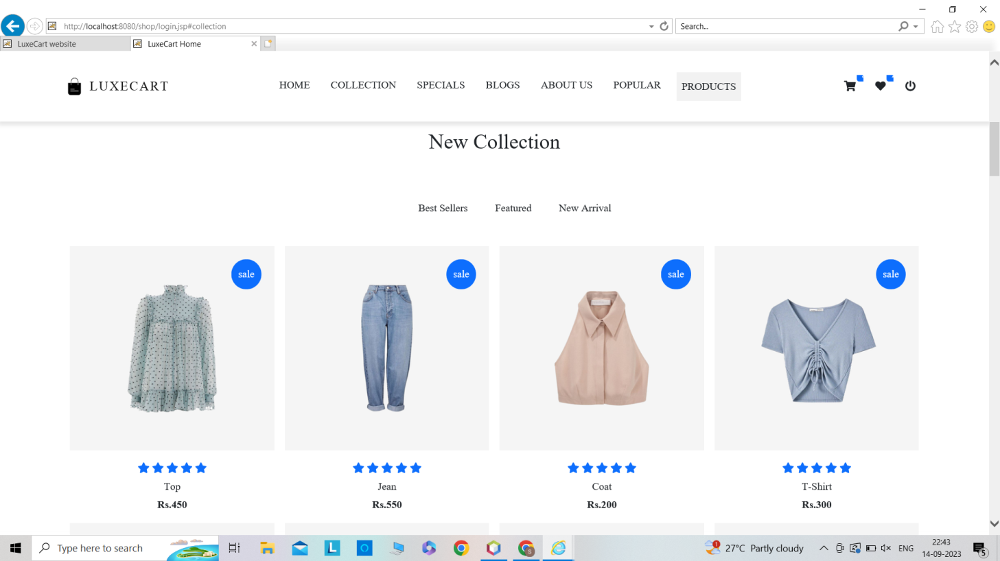 http://localhost:8080/shop/login.jsp#collection
Search...
LuxeCart website
LuxeCart Home
LUXECART
HOME COLLECTION SPECIALS BLOGS ABOUT US POPULAR PRODUCTS
New Collection
Best Sellers Featured New Arrival
sale sale sale sale
Top Jean Coat T-Shirt
Rs.450 Rs.550 Rs.200 Rs.300
Type here to search
L
S
1
27°C Partly cloudy
ENG
22:43
14-09-2023
5